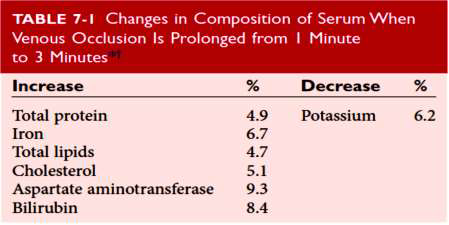 TABLE 7-1 Changes in Composition of Serum When
Venous Occlusion Is Prolonged from 1 Minute
to 3 Minutes*†
Increase % Decrease %
Total protein 4.9 Potassium 6.2
Iron 6.7
Total lipids 4.7
Cholesterol 5.1
Aspartate aminotransferase 9.3
Bilirubin 8.4